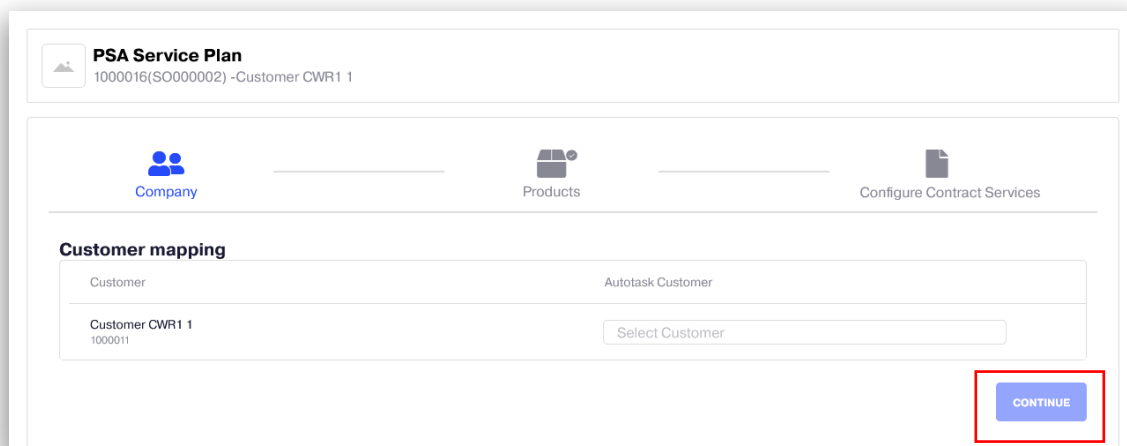 PSA Service Plan
1000016(SO000002) -Customer CWR1 1
Company
Products
Configure Contract Services
Customer mapping
Customer
Autotask Customer
Customer CWR1 1
1000011
Select Customer
CONTINUE